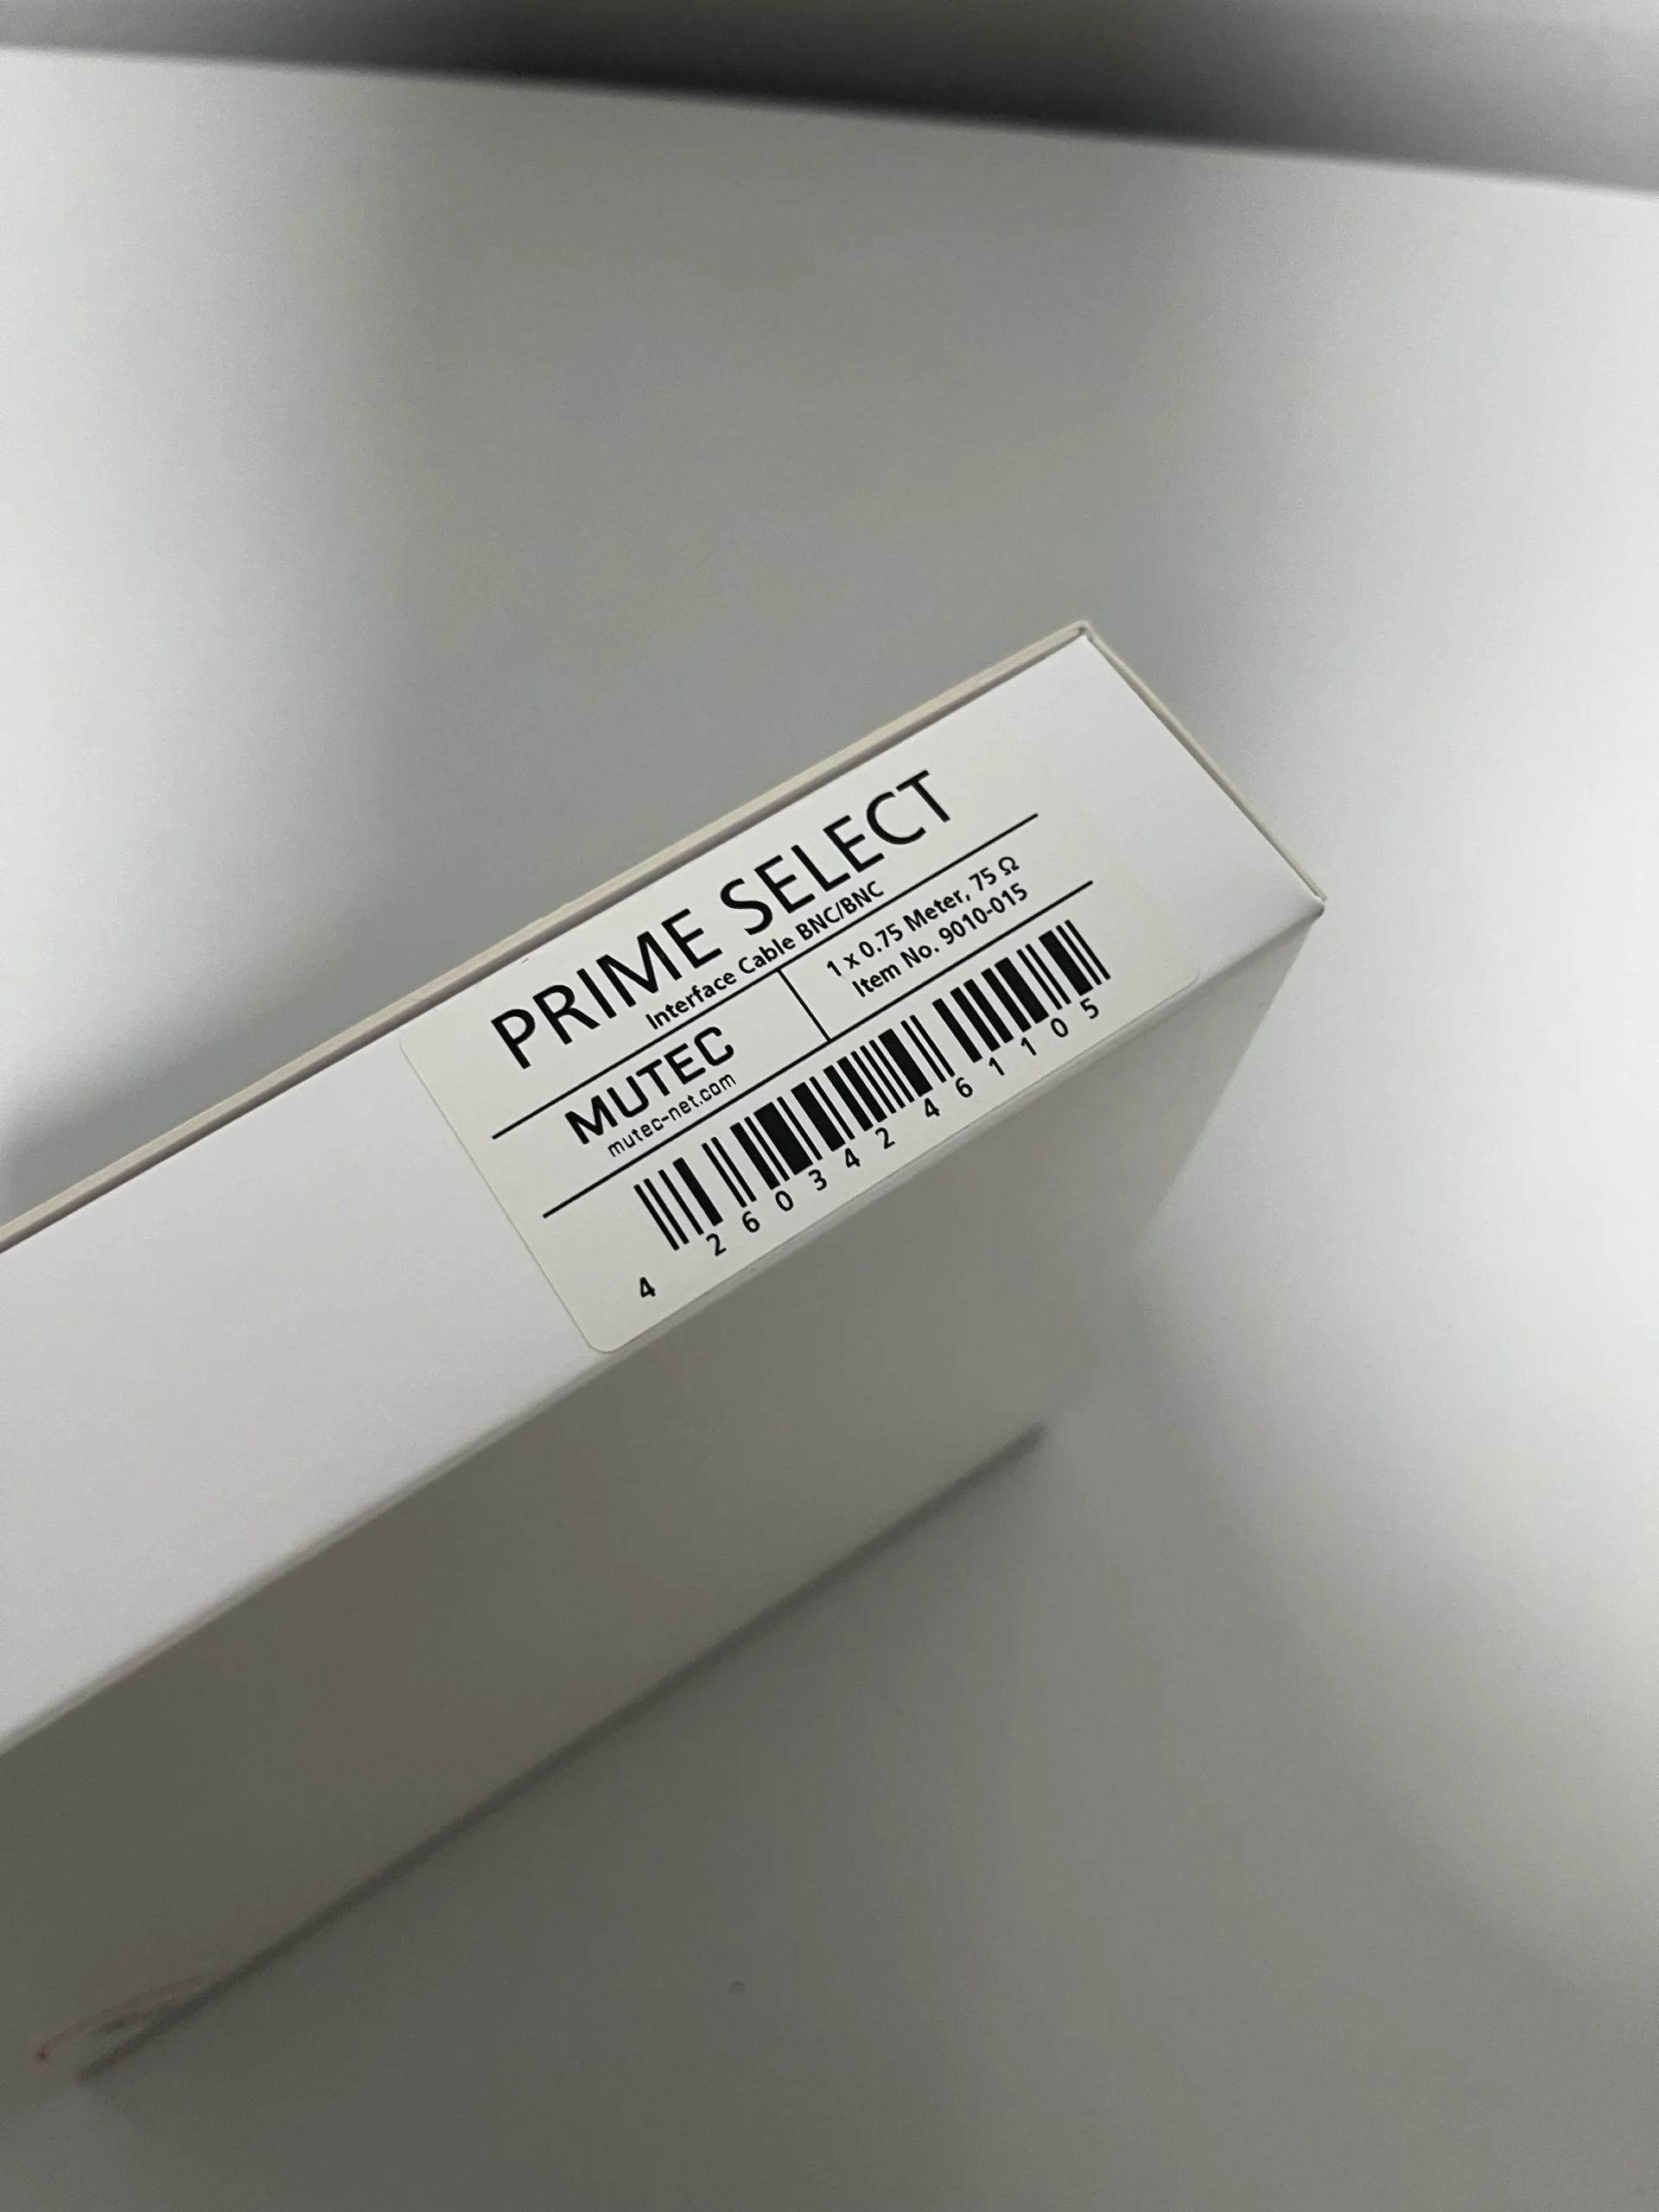 PRIME SELECT
Interface Cable BNC/BNC
MUTEC
mutec-net.com
1 x 0.75 Meter, 75 Ω
Item No. 9010-015
4 260342 461105